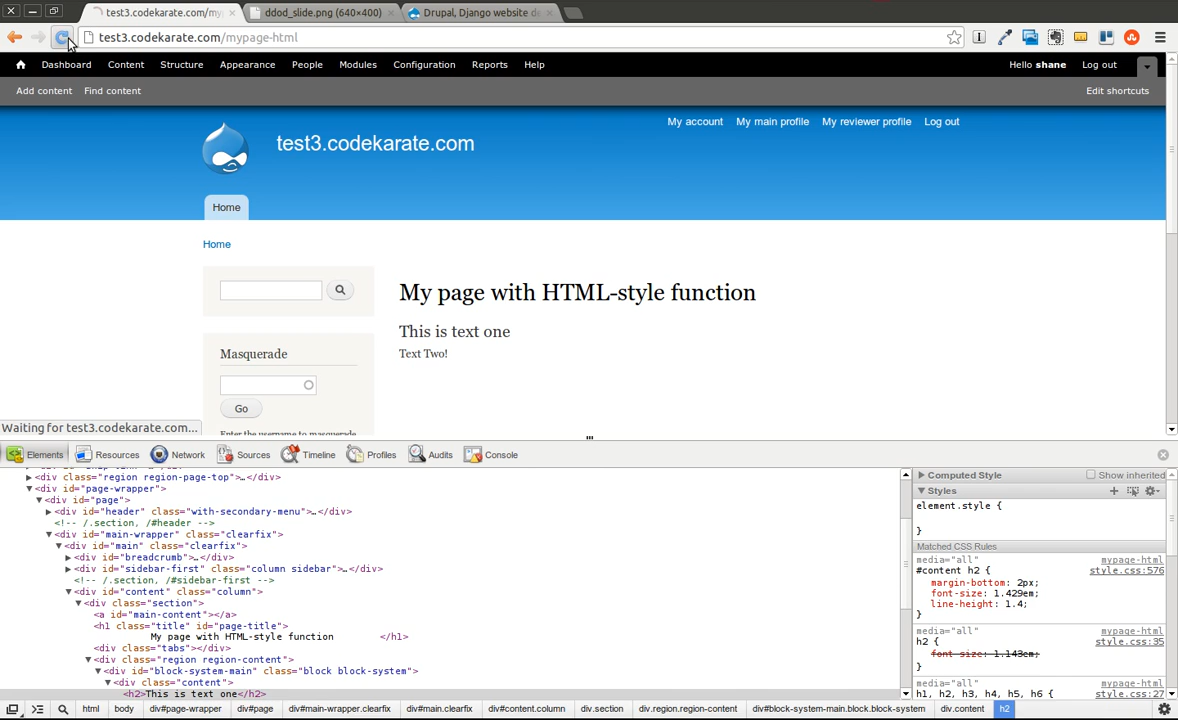 test3.codekarate.com/my
ddod_slide.png (640×400)
Drupal, Django website de
test3.codekarate.com/mypage-html
Dashboard Content Structure Appearance People Modules Configuration Reports Help
Hello shane Log out
Add content Find content
Edit shortcuts
My account My main profile My reviewer profile Log out
test3.codekarate.com
Home
Home
My page with HTML-style function
This is text one
Text Two!
Masquerade
Go
Enter the username to masquerade
Waiting for test3.codekarate.com...
Elements Resources Network Sources Timeline Profiles Audits Console
<div class="region region-page-top">…</div>
<div id="page-wrapper">
<div id="page">
<div id="header" class="with-secondary-menu">…</div>
<!-- /.section, /#header -->
<div id="main-wrapper" class="clearfix">
<div id="main" class="clearfix">
<div id="breadcrumb">…</div>
<div id="sidebar-first" class="column sidebar">…</div>
<!-- /.section, /#sidebar-first -->
<div id="content" class="column">
<div class="section">
<a id="main-content"></a>
<h1 class="title" id="page-title">
My page with HTML-style function </h1>
<div class="tabs"></div>
<div class="region region-content">
<div id="block-system-main" class="block block-system">
<div class="content">
<h2>This is text one</h2>
Computed Style Show inherited
Styles
element.style {
}
Matched CSS Rules
media="all" mypage-html
#content h2 { style.css:576
margin-bottom: 2px;
font-size: 1.429em;
line-height: 1.4;
}
media="all" mypage-html
h2 { style.css:35
font-size: 1.143em;
}
media="all" mypage-html
h1, h2, h3, h4, h5, h6 { style.css:27
html body div#page-wrapper div#page div#main-wrapper.clearfix div#main.clearfix div#content.column div.section div.region.region-content div#block-system-main.block.block-system div.content h2